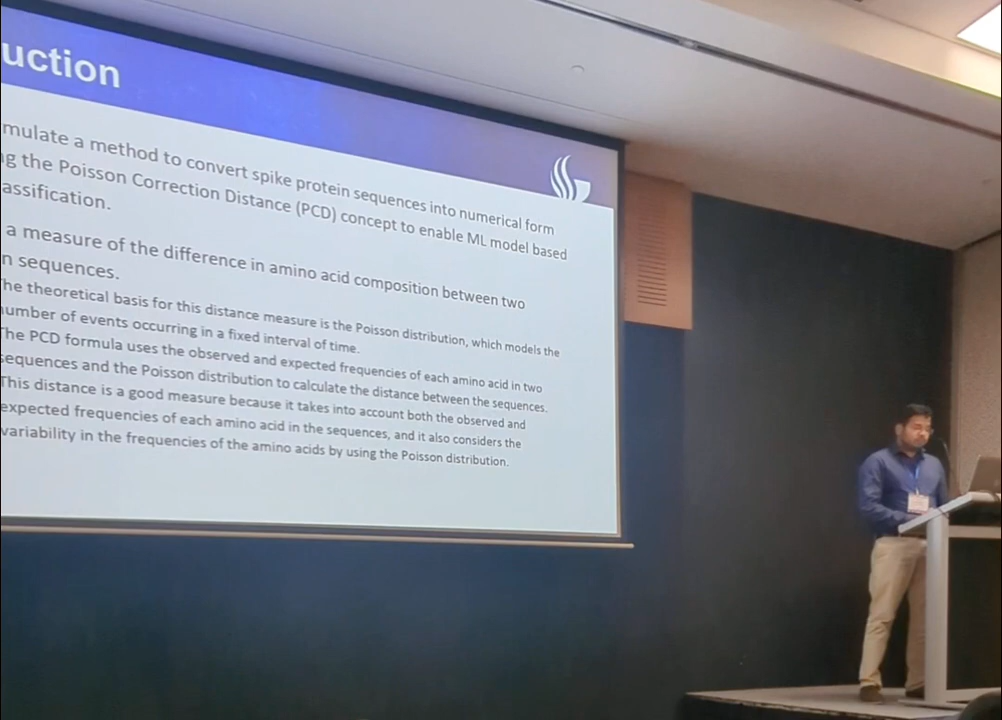 uction
mulate a method to convert spike protein sequences into numerical form
g the Poisson Correction Distance (PCD) concept to enable ML model based
assification.
a measure of the difference in amino acid composition between two
n sequences.
The theoretical basis for this distance measure is the Poisson distribution, which models the
number of events occurring in a fixed interval of time.
The PCD formula uses the observed and expected frequencies of each amino acid in two
sequences and the Poisson distribution to calculate the distance between the sequences.
This distance is a good measure because it takes into account both the observed and
expected frequencies of each amino acid in the sequences, and it also considers the
variability in the frequencies of the amino acids by using the Poisson distribution.